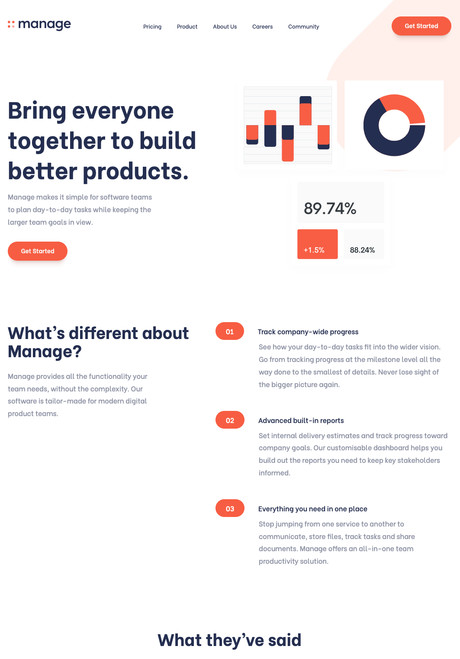 manage
Pricing Product About Us Careers Community
Get Started
Bring everyone
together to build
better products.
Manage makes it simple for software teams
to plan day-to-day tasks while keeping the
larger team goals in view.
Get Started
89.74%
+1.5%
88.24%
What's different about
Manage?
Manage provides all the functionality your
team needs, without the complexity. Our
software is tailor-made for modern digital
product teams.
01 Track company-wide progress
See how your day-to-day tasks fit into the wider vision.
Go from tracking progress at the milestone level all the
way done to the smallest of details. Never lose sight of
the bigger picture again.
02 Advanced built-in reports
Set internal delivery estimates and track progress toward
company goals. Our customisable dashboard helps you
build out the reports you need to keep key stakeholders
informed.
03 Everything you need in one place
Stop jumping from one service to another to
communicate, store files, track tasks and share
documents. Manage offers an all-in-one team
productivity solution.
What they've said